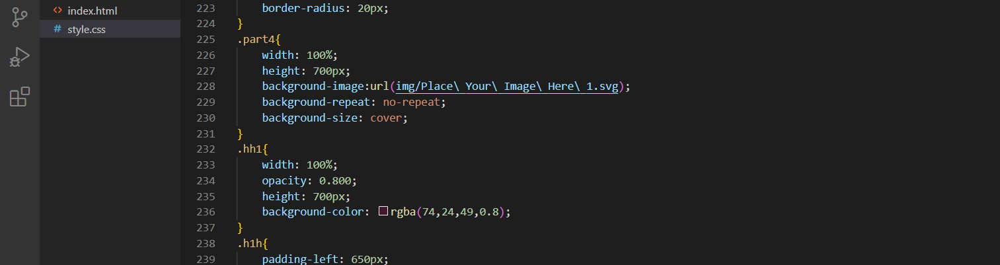 <> index.html
# style.css
223 border-radius: 20px;
224 }
225 .part4{
226 width: 100%;
227 height: 700px;
228 background-image:url(img/Place\ Your\ Image\ Here\ 1.svg);
229 background-repeat: no-repeat;
230 background-size: cover;
231 }
232 .hh1{
233 width: 100%;
234 opacity: 0.800;
235 height: 700px;
236 background-color: rgba(74,24,49,0.8);
237 }
238 .h1h{
239 padding-left: 650px;